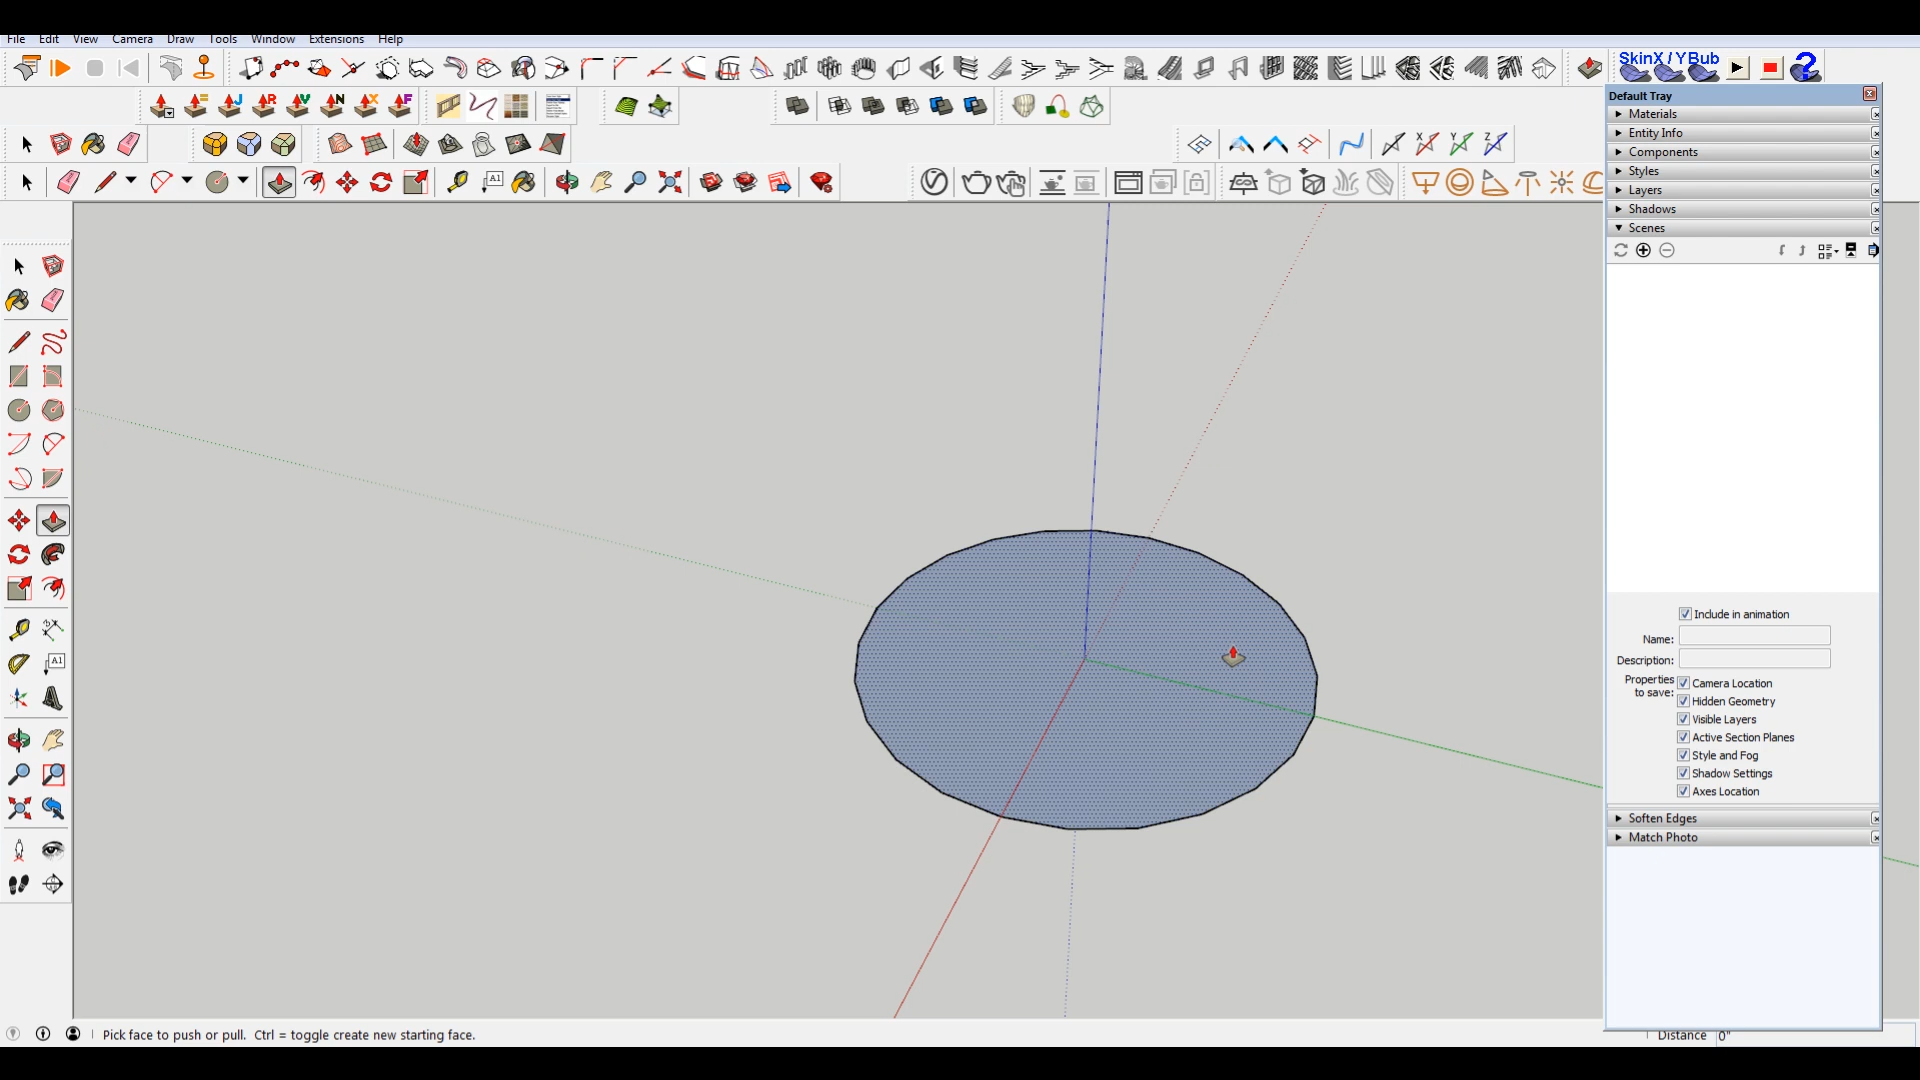 File Edit View Camera Draw Tools Window Extensions Help
SkinX / YBub
?
J R V N X F
Default Tray
Materials
Entity Info
Components
X Y Z
Styles
A1
Layers
Shadows
Scenes
Include in animation
Name:
Description:
A1
Properties to save:
Camera Location
Hidden Geometry
Visible Layers
Active Section Planes
Style and Fog
Shadow Settings
Axes Location
Soften Edges
Match Photo
Pick face to push or pull. Ctrl = toggle create new starting face.
Distance 0"